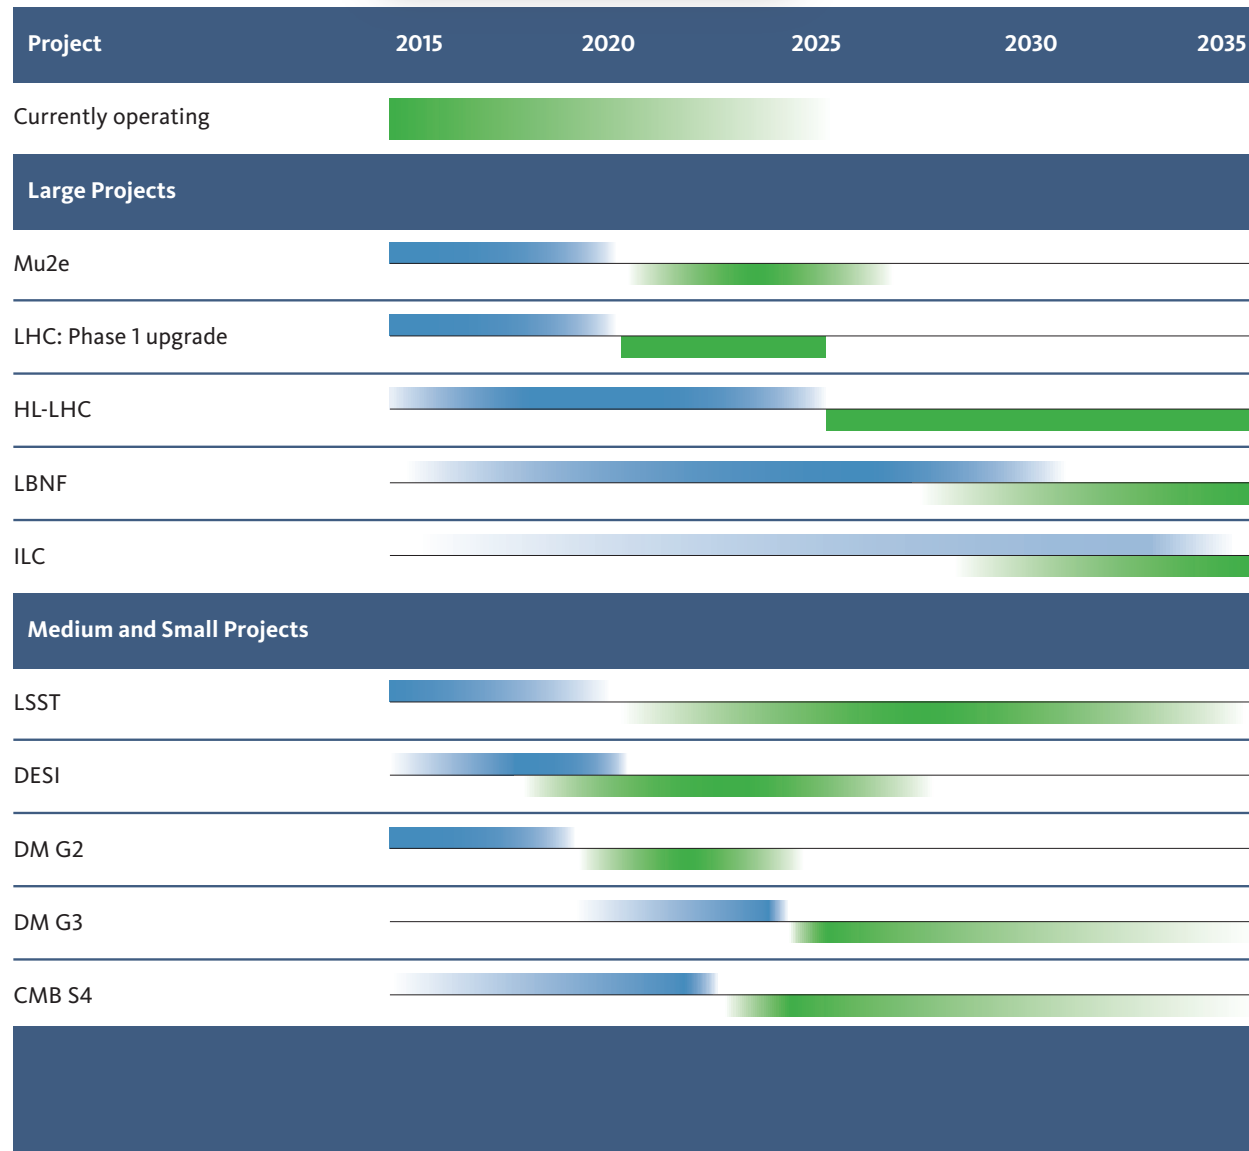 Project 2015 2020 2025 2030 2035
Currently operating
Large Projects
Mu2e
LHC: Phase 1 upgrade
HL-LHC
LBNF
ILC
Medium and Small Projects
LSST
DESI
DM G2
DM G3
CMB S4